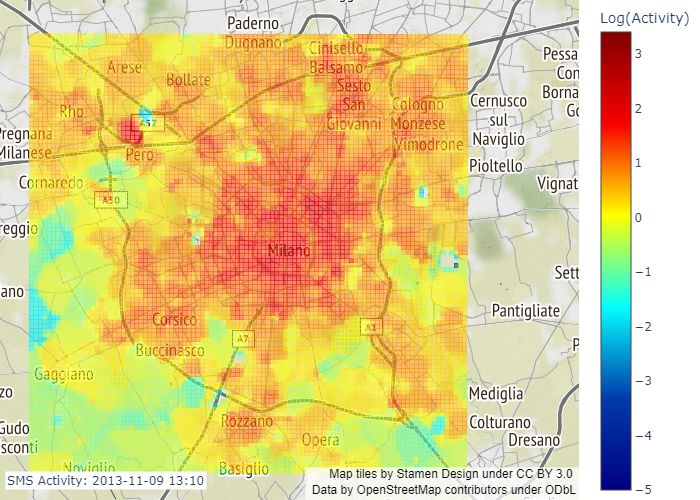 Log(Activity)
Paderno
Dugnano
Cinisello
Balsamo
Arese
Bollate
Sesto
San
Giovanni
Pessa
Con
Borna
Go
Rho
A52
Cologno
Monzese
Cernusco
sul
Naviglio
Pregnana
Milanese
Pero
Vimodrone
Pioltello
Cornaredo
A50
Vignat
reggio
Milano
Sett
ano
Pantigliate
Corsico
A7
A1
Buccinasco
P
Gaggiano
zo
Mediglia
Rozzano
Colturano
Gudo
sconti
Opera
Dresano
Noviglio
Basiglio
3
2
1
0
−1
−2
−3
−4
−5
SMS Activity: 2013-11-09 13:10
Map tiles by Stamen Design under CC BY 3.0
Data by OpenStreetMap contributors under ODbL